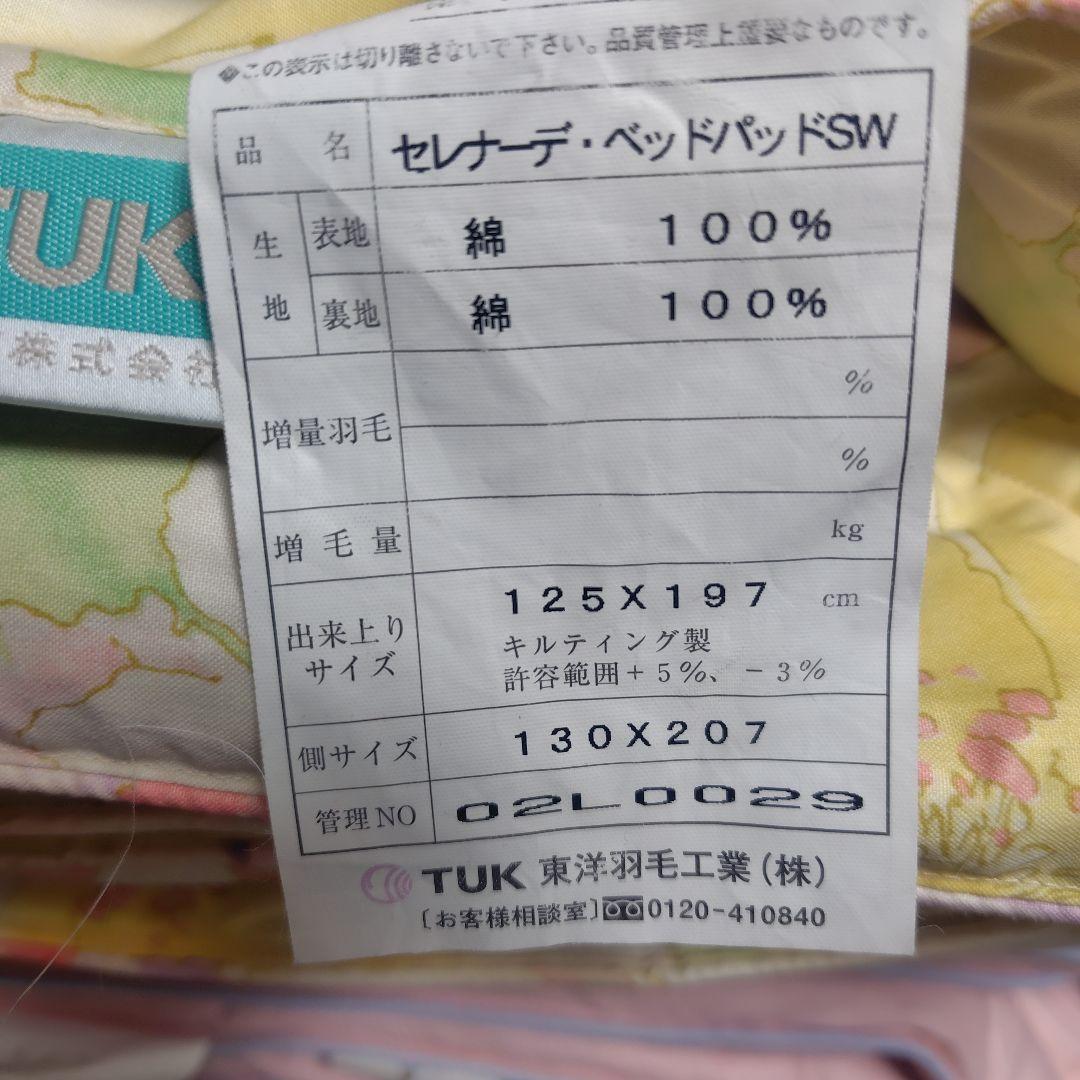 ◆この表示は切り離さないで下さい。品質管理上重要なものです。
品名 セレナーデ・ベッドパッドSW
生地 表地 綿 100%
裏地 綿 100%
増量羽毛 %
%
増毛量 kg
出来上りサイズ 125X197 cm
キルティング製
許容範囲+5%、-3%
側サイズ 130X207
管理NO 02L0029
TUK 東洋羽毛工業(株)
〔お客様相談室〕0120-410840
TUK
株式会社